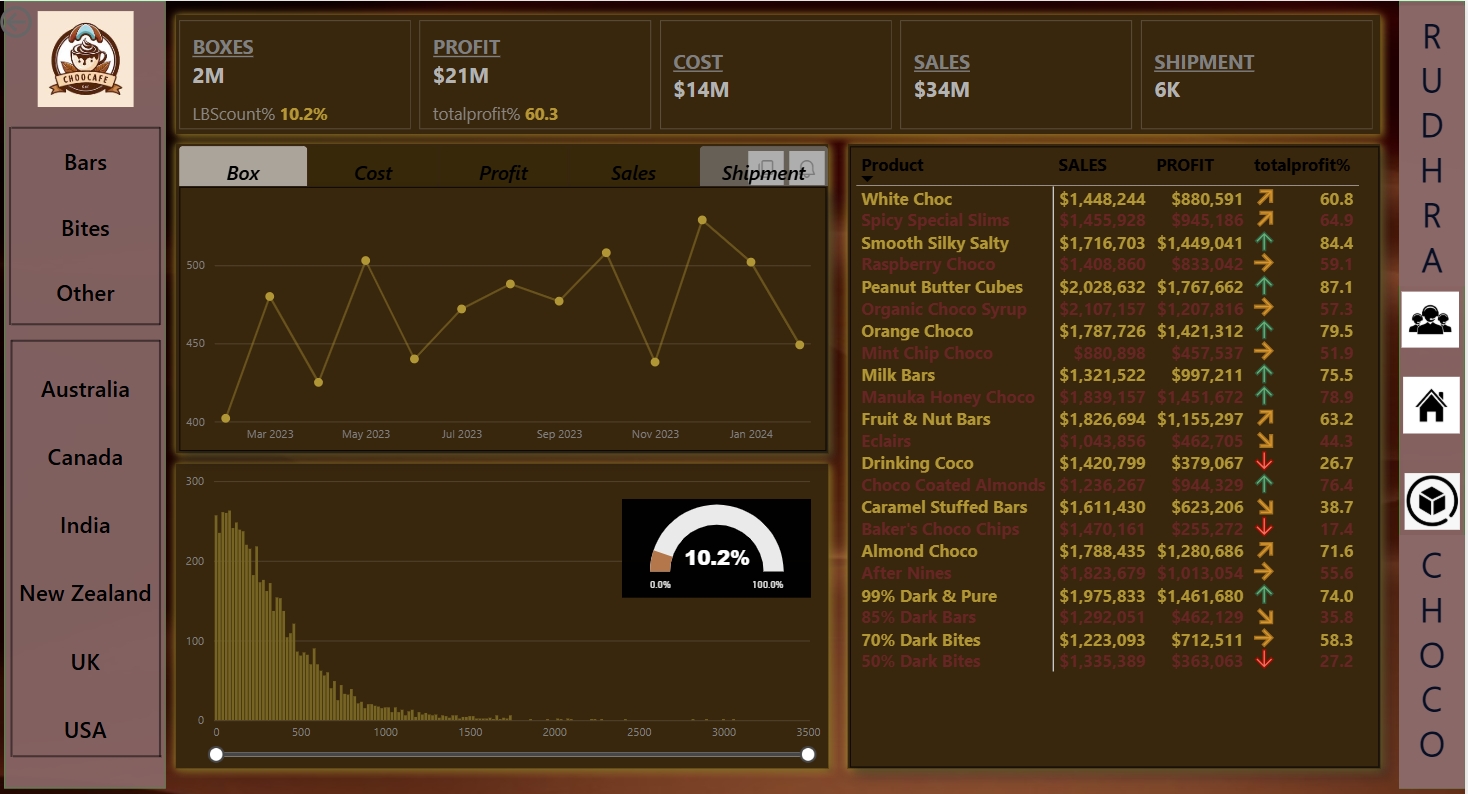 CHOOCAFE
BOXES
2M
LBScount% 10.2%
PROFIT
$21M
totalprofit% 60.3
COST
$14M
SALES
$34M
SHIPMENT
6K
Bars
Bites
Other
Australia
Canada
India
New Zealand
UK
USA
Box Cost Profit Sales Shipment
500
450
400
Mar 2023 May 2023 Jul 2023 Sep 2023 Nov 2023 Jan 2024
300
200
100
0
0 500 1000 1500 2000 2500 3000 3500
10.2%
0.0% 100.0%
Product SALES PROFIT totalprofit%
White Choc $1,448,244 $880,591 60.8
Spicy Special Slims $1,455,928 $945,186 64.9
Smooth Silky Salty $1,716,703 $1,449,041 84.4
Raspberry Choco $1,408,860 $833,042 59.1
Peanut Butter Cubes $2,028,632 $1,767,662 87.1
Organic Choco Syrup $2,107,157 $1,207,816 57.3
Orange Choco $1,787,726 $1,421,312 79.5
Mint Chip Choco $880,898 $457,537 51.9
Milk Bars $1,321,522 $997,211 75.5
Manuka Honey Choco $1,839,157 $1,451,672 78.9
Fruit & Nut Bars $1,826,694 $1,155,297 63.2
Eclairs $1,043,856 $462,705 44.3
Drinking Coco $1,420,799 $379,067 26.7
Choco Coated Almonds $1,236,267 $944,329 76.4
Caramel Stuffed Bars $1,611,430 $623,206 38.7
Baker's Choco Chips $1,470,161 $255,272 17.4
Almond Choco $1,788,435 $1,280,686 71.6
After Nines $1,823,679 $1,013,054 55.6
99% Dark & Pure $1,975,833 $1,461,680 74.0
85% Dark Bars $1,292,051 $462,129 35.8
70% Dark Bites $1,223,093 $712,511 58.3
50% Dark Bites $1,335,389 $363,063 27.2
R
U
D
H
R
A
C
H
O
C
O